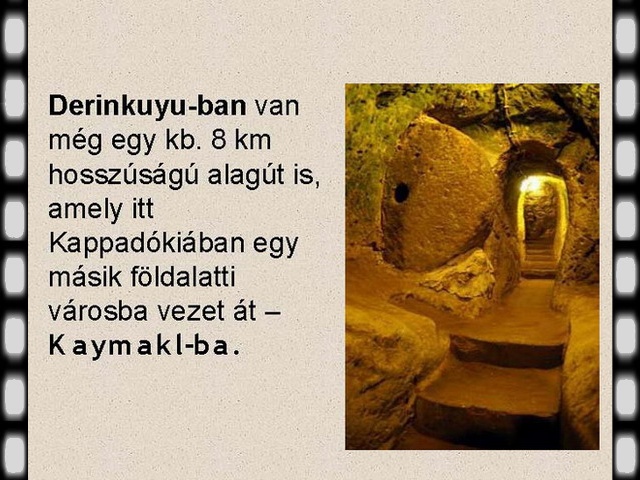 Derinkuyu-ban van
még egy kb. 8 km
hosszúságú alagút is,
amely itt
Kappadókiában egy
másik földalatti
városba vezet át –
Kaymakl-ba.